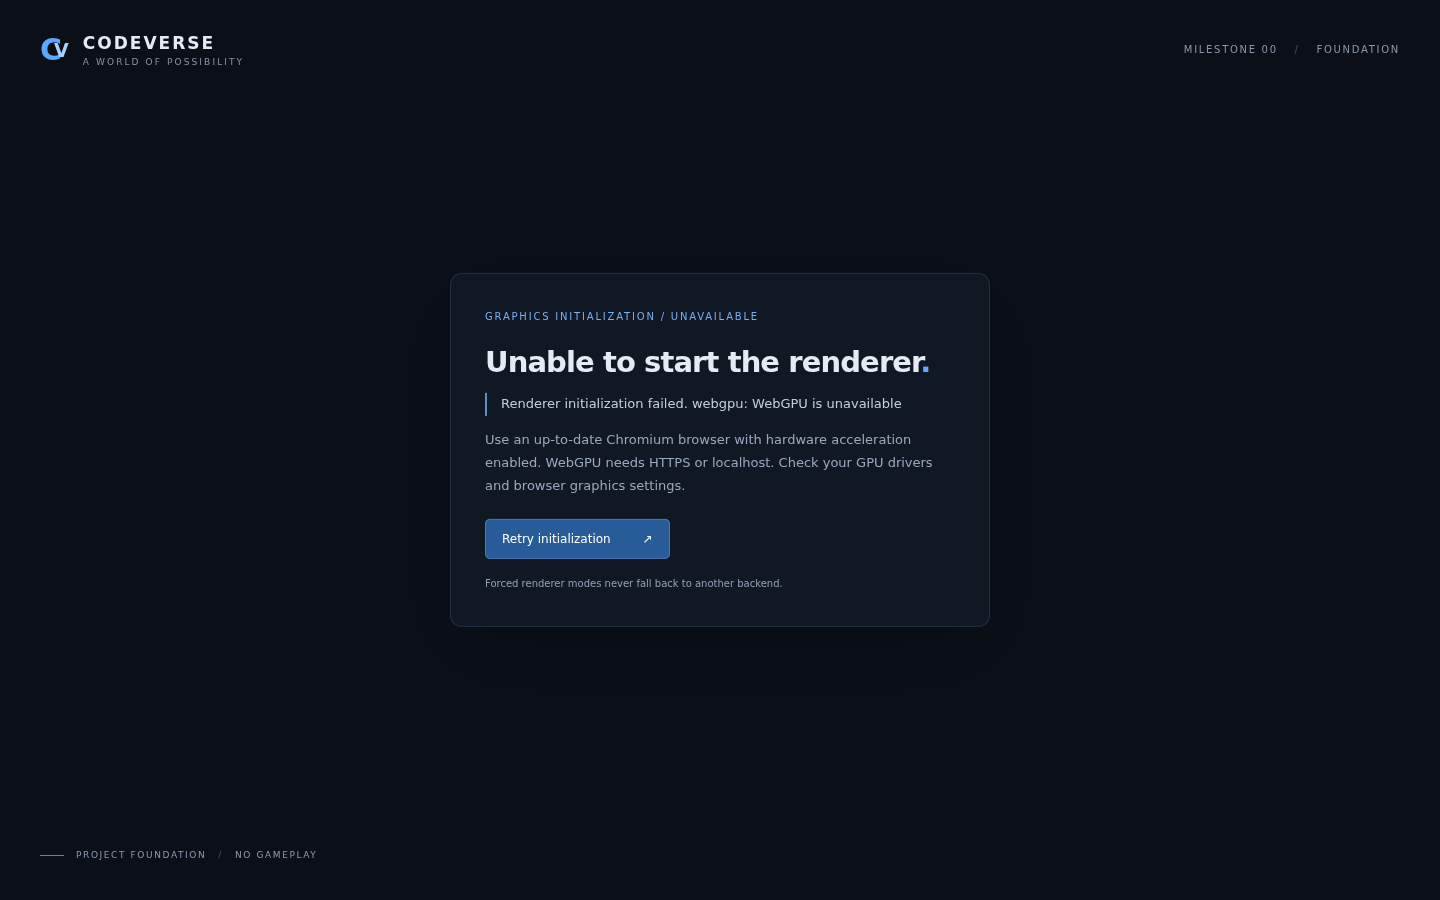 CV
CODEVERSE
A WORLD OF POSSIBILITY
MILESTONE 00 / FOUNDATION
GRAPHICS INITIALIZATION / UNAVAILABLE
Unable to start the renderer.
Renderer initialization failed. webgpu: WebGPU is unavailable
Use an up-to-date Chromium browser with hardware acceleration
enabled. WebGPU needs HTTPS or localhost. Check your GPU drivers
and browser graphics settings.
Retry initialization ↗
Forced renderer modes never fall back to another backend.
PROJECT FOUNDATION / NO GAMEPLAY